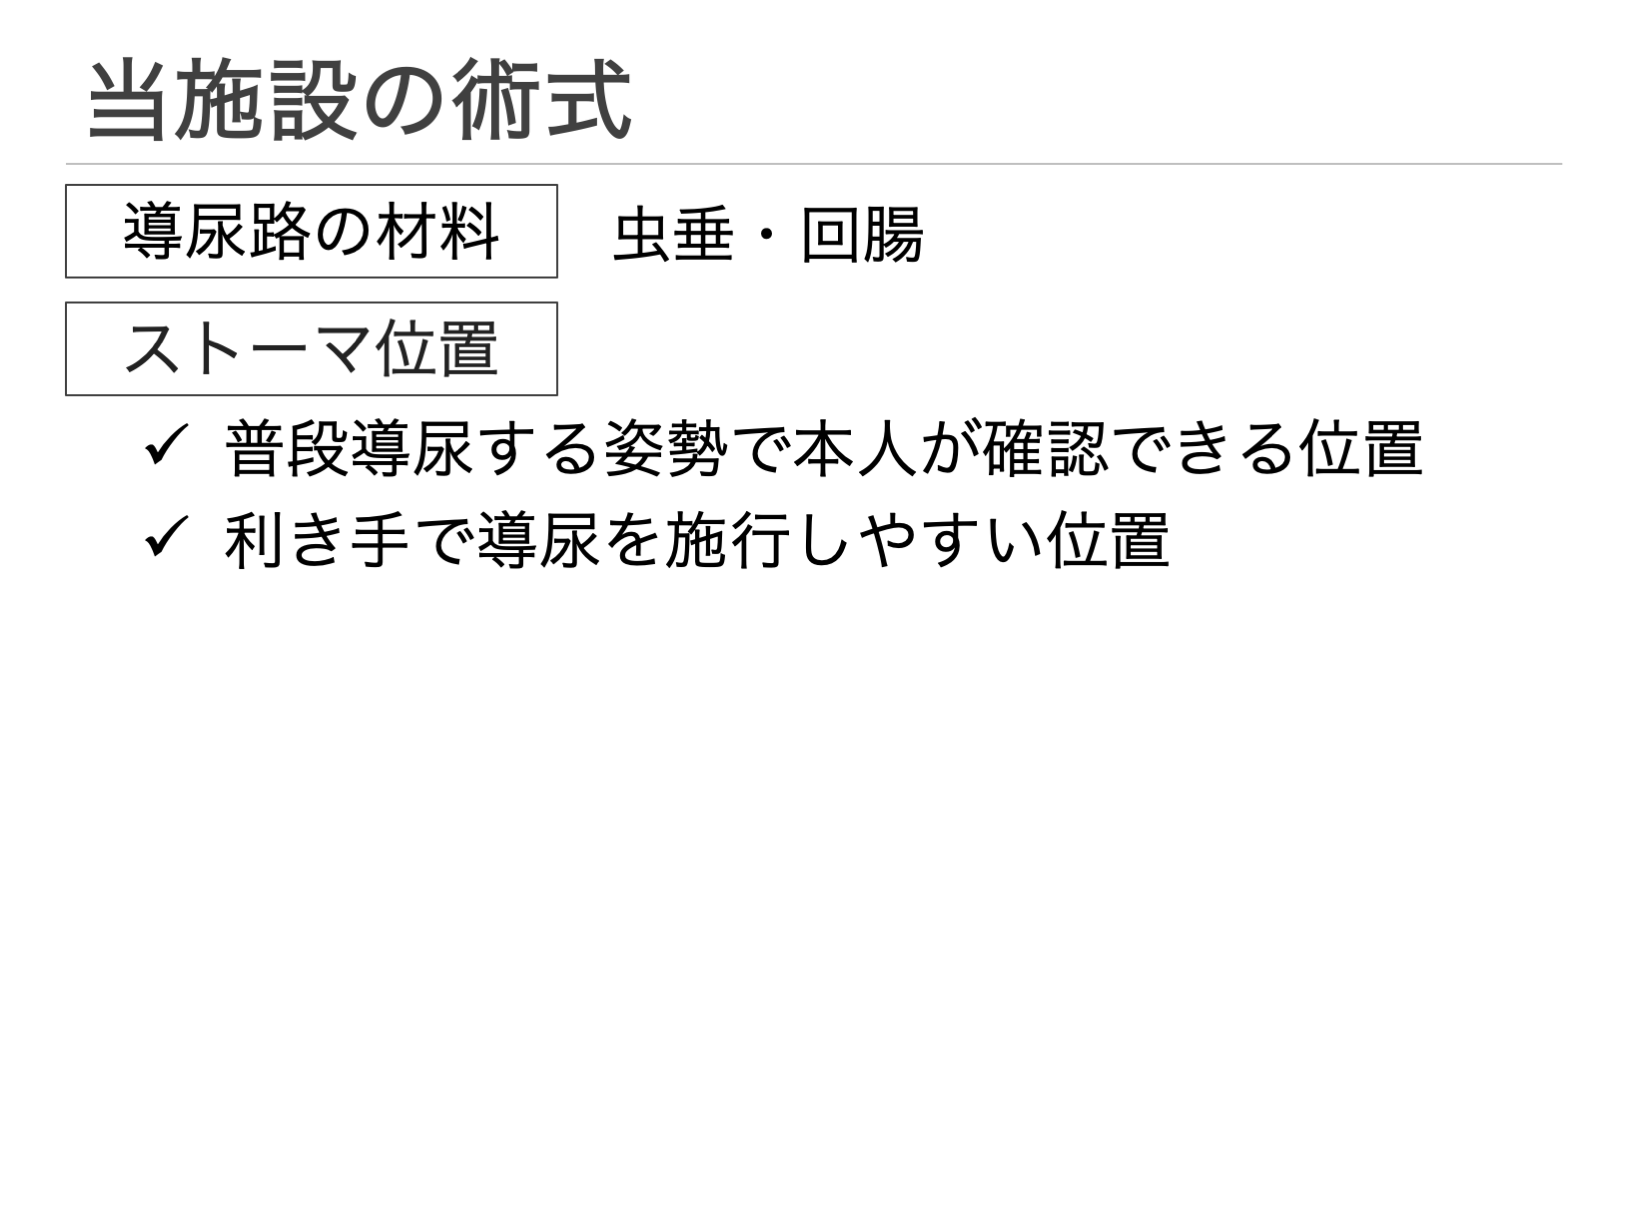 当施設の術式
導尿路の材料 虫垂・回腸
ストーマ位置
✓ 普段導尿する姿勢で本人が確認できる位置
✓ 利き手で導尿を施行しやすい位置